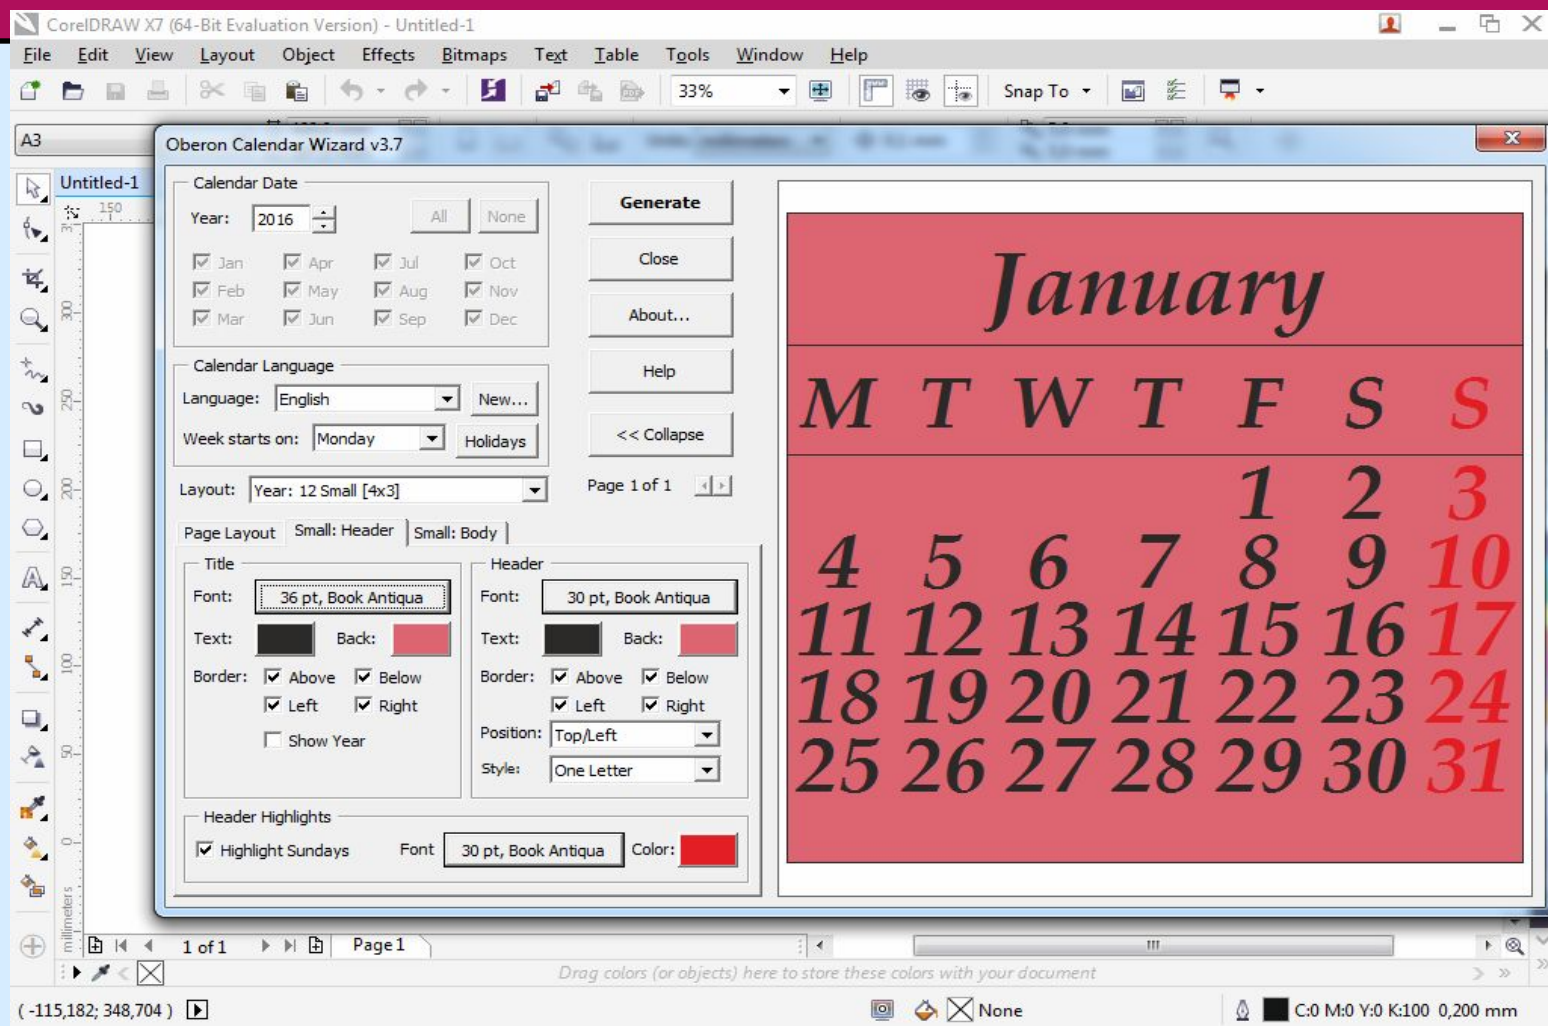 CorelDRAW X7 (64-Bit Evaluation Version) - Untitled-1
File Edit View Layout Object Effects Bitmaps Text Table Tools Window Help
33% Snap To
A3
Oberon Calendar Wizard v3.7
Untitled-1
150
300
250
200
150
100
50
0
millimeters
Calendar Date
Year: 2016 All None
Jan Apr Jul Oct
Feb May Aug Nov
Mar Jun Sep Dec
Calendar Language
Language: English New...
Week starts on: Monday Holidays
Layout: Year: 12 Small [4x3]
Generate
Close
About...
Help
<< Collapse
Page 1 of 1
Page Layout Small: Header Small: Body
Title
Font: 36 pt, Book Antiqua
Text: Back:
Border: Above Below
Left Right
Show Year
Header
Font: 30 pt, Book Antiqua
Text: Back:
Border: Above Below
Left Right
Position: Top/Left
Style: One Letter
Header Highlights
Highlight Sundays Font 30 pt, Book Antiqua Color:
January
M T W T F S S
1 2 3
4 5 6 7 8 9 10
11 12 13 14 15 16 17
18 19 20 21 22 23 24
25 26 27 28 29 30 31
1 of 1 Page 1
Drag colors (or objects) here to store these colors with your document
( -115,182; 348,704 ) None C:0 M:0 Y:0 K:100 0,200 mm